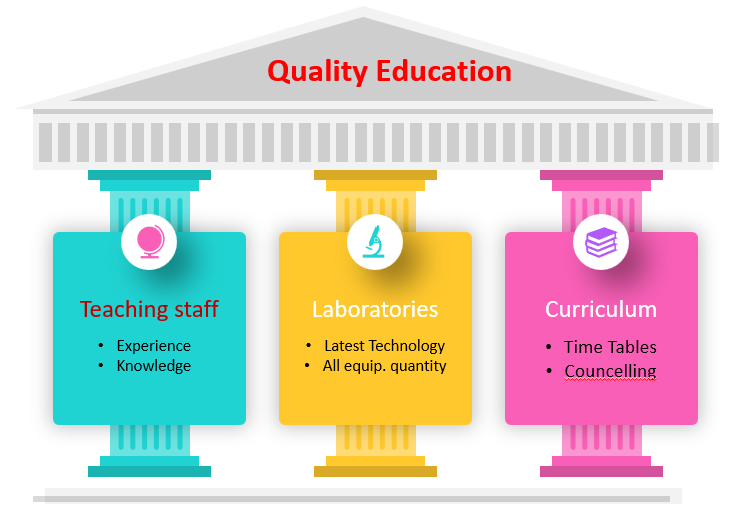 Quality Education
Teaching staff
• Experience
• Knowledge
Laboratories
• Latest Technology
• All equip. quantity
Curriculum
• Time Tables
• Councelling